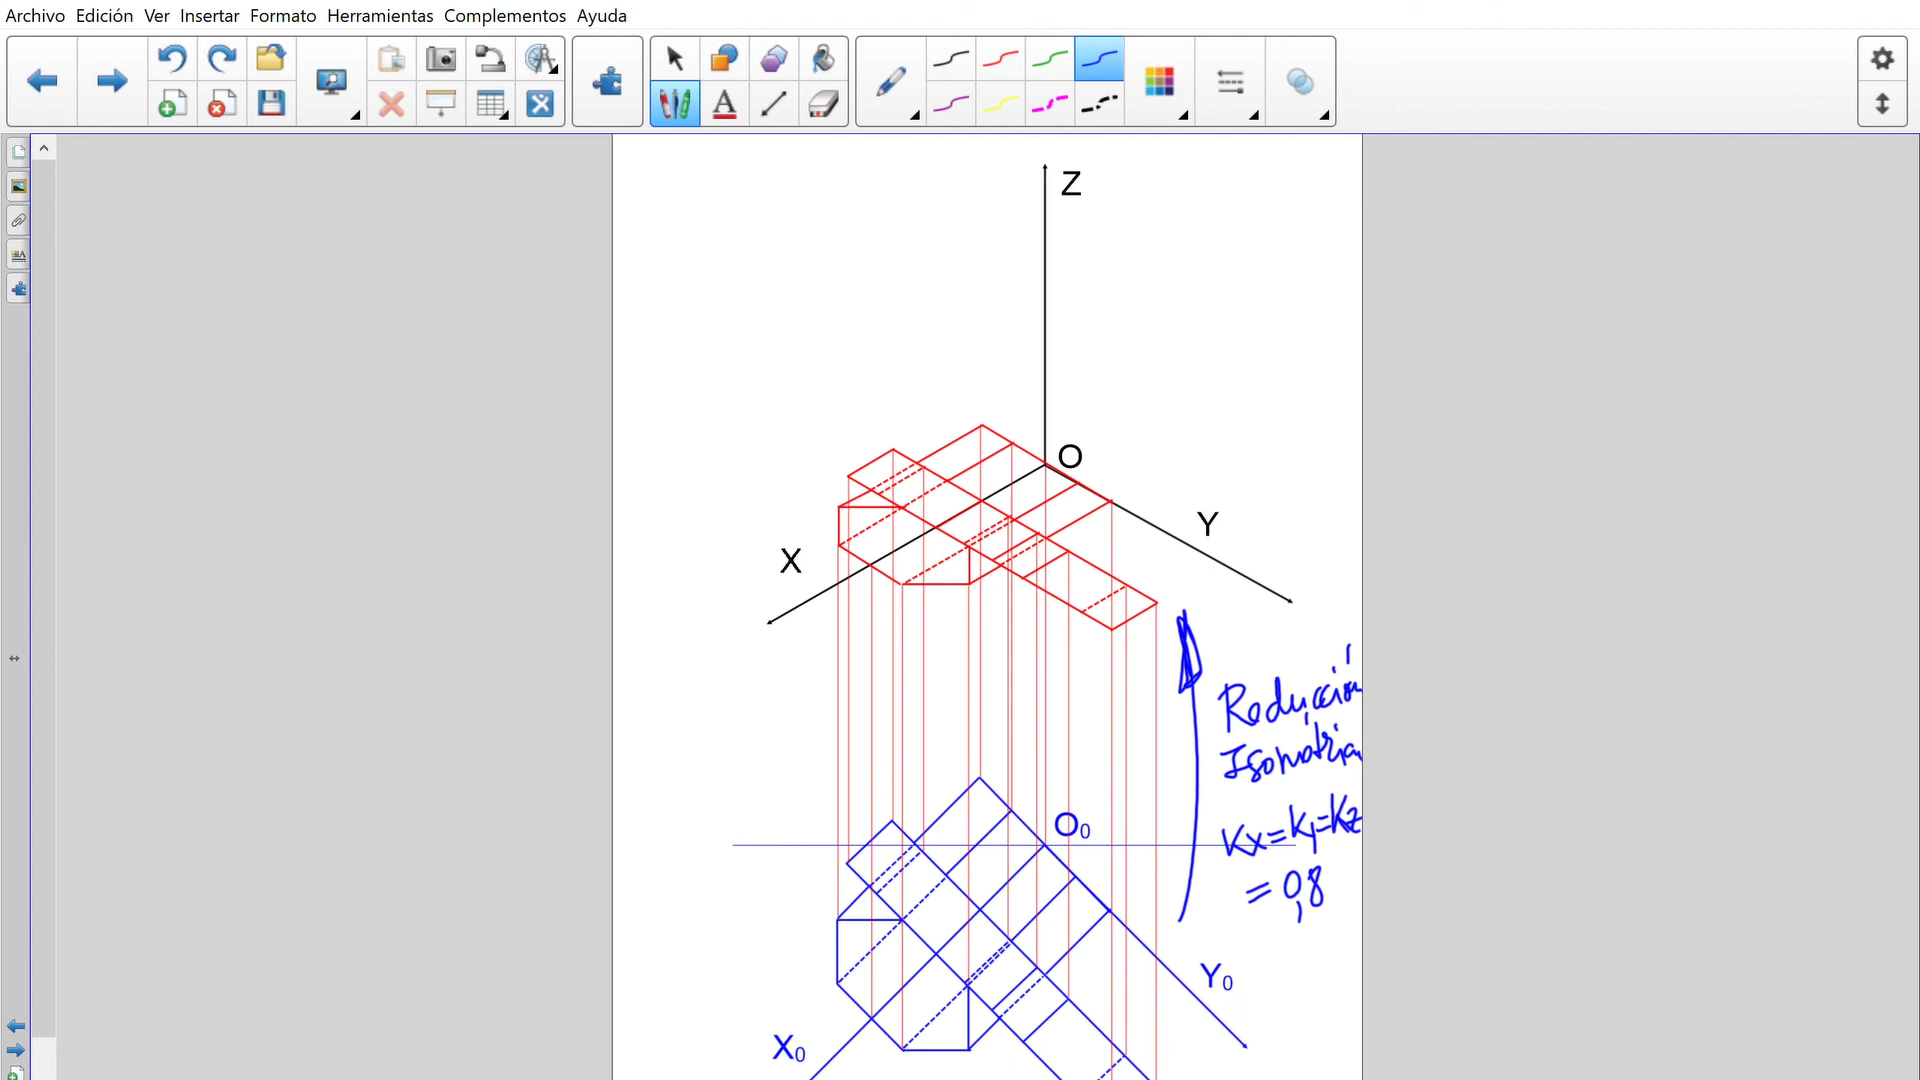 Archivo Edición Ver Insertar Formato Herramientas Complementos Ayuda
Z
O
Y
X
Reducción
Isométrica
O₀
Kx=Ky=Kz
= 0,8
Y₀
X₀